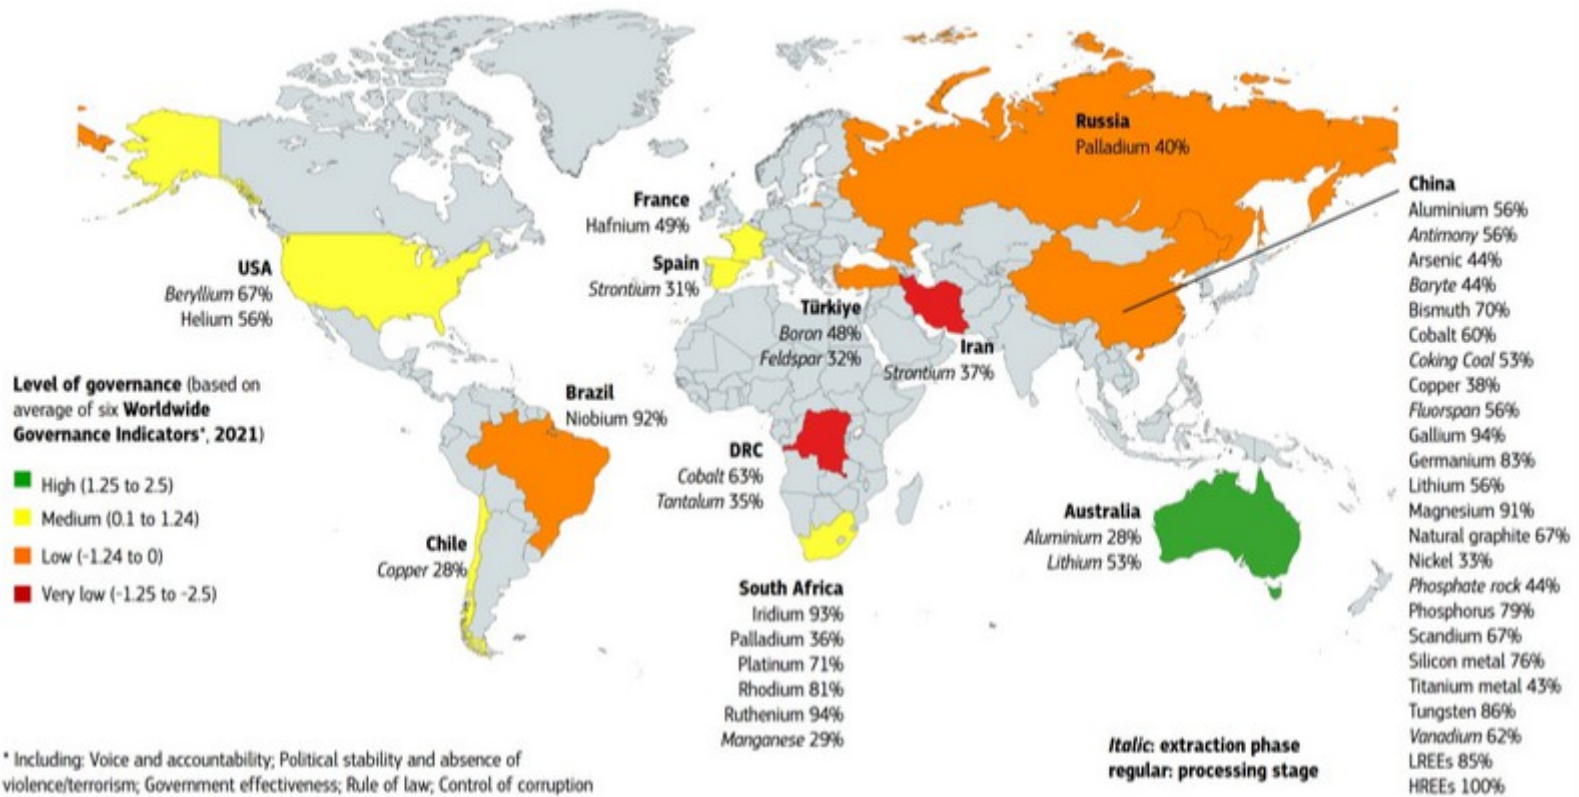 Russia
Palladium 40%
China
Aluminium 56%
Antimony 56%
Arsenic 44%
Baryte 44%
Bismuth 70%
Cobalt 60%
Coking Coal 53%
Copper 38%
Fluorspan 56%
Gallium 94%
Germanium 83%
Lithium 56%
Magnesium 91%
Natural graphite 67%
Nickel 33%
Phosphate rock 44%
Phosphorus 79%
Scandium 67%
Silicon metal 76%
Titanium metal 43%
Tungsten 86%
Vanadium 62%
LREEs 85%
HREEs 100%
France
Hafnium 49%
Spain
Strontium 31%
USA
Beryllium 67%
Helium 56%
Türkiye
Boron 48%
Feldspar 32%
Iran
Strontium 37%
Level of governance (based on
average of six Worldwide
Governance Indicators*, 2021)
High (1.25 to 2.5)
Medium (0.1 to 1.24)
Low (-1.24 to 0)
Very low (-1.25 to -2.5)
Brazil
Niobium 92%
DRC
Cobalt 63%
Tantalum 35%
Chile
Copper 28%
Australia
Aluminium 28%
Lithium 53%
South Africa
Iridium 93%
Palladium 36%
Platinum 71%
Rhodium 81%
Ruthenium 94%
Manganese 29%
Italic: extraction phase
regular: processing stage
* Including: Voice and accountability; Political stability and absence of
violence/terrorism; Government effectiveness; Rule of law; Control of corruption